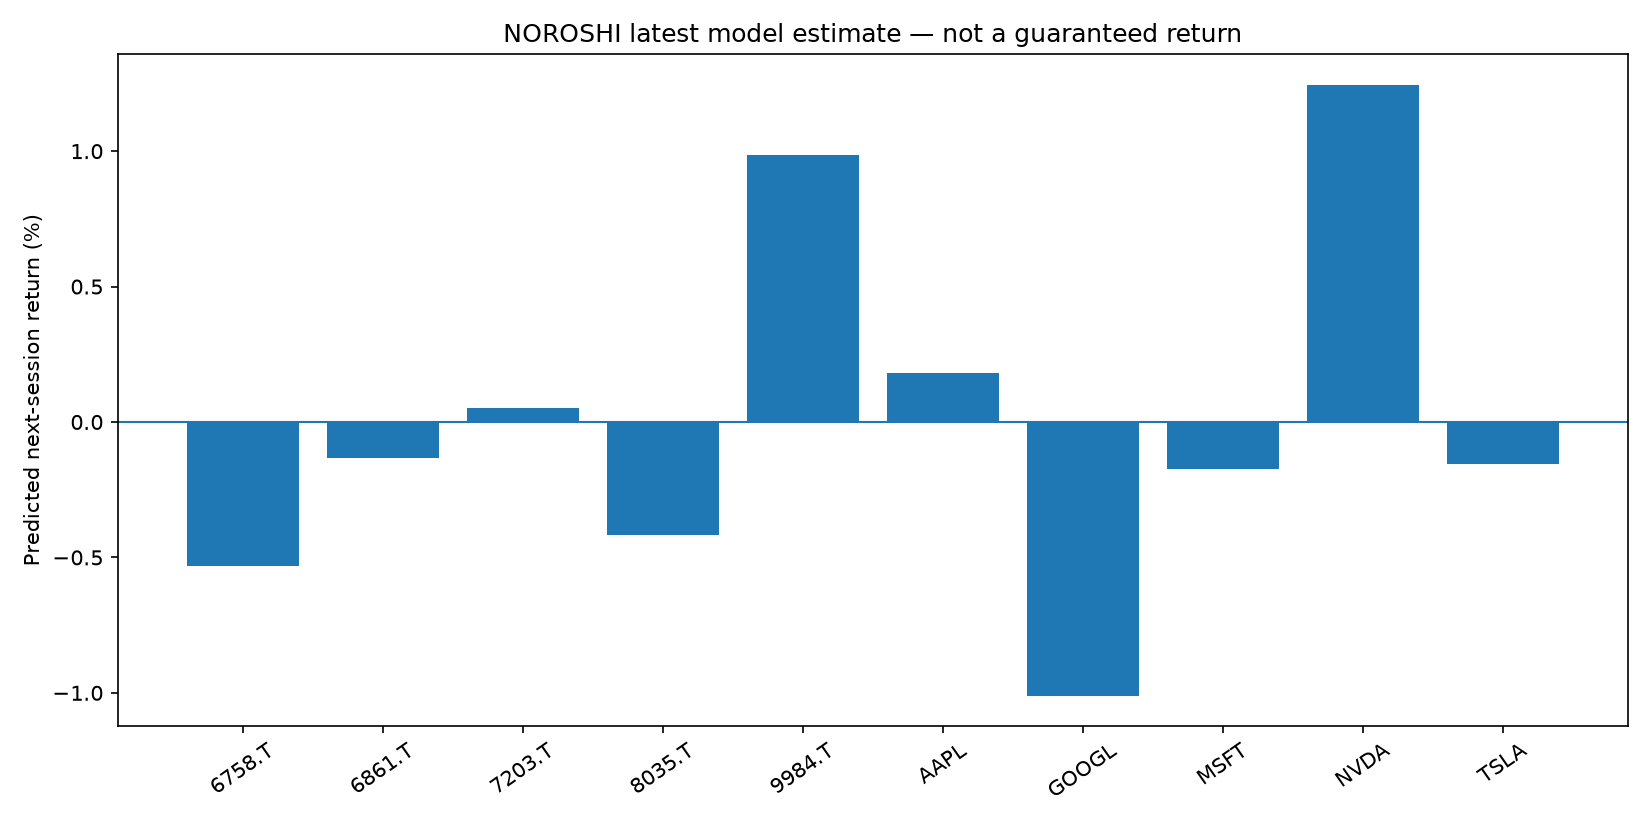 NOROSHI latest model estimate — not a guaranteed return
Predicted next-session return (%)
1.0
0.5
0.0
−0.5
−1.0
6758.T
6861.T
7203.T
8035.T
9984.T
AAPL
GOOGL
MSFT
NVDA
TSLA